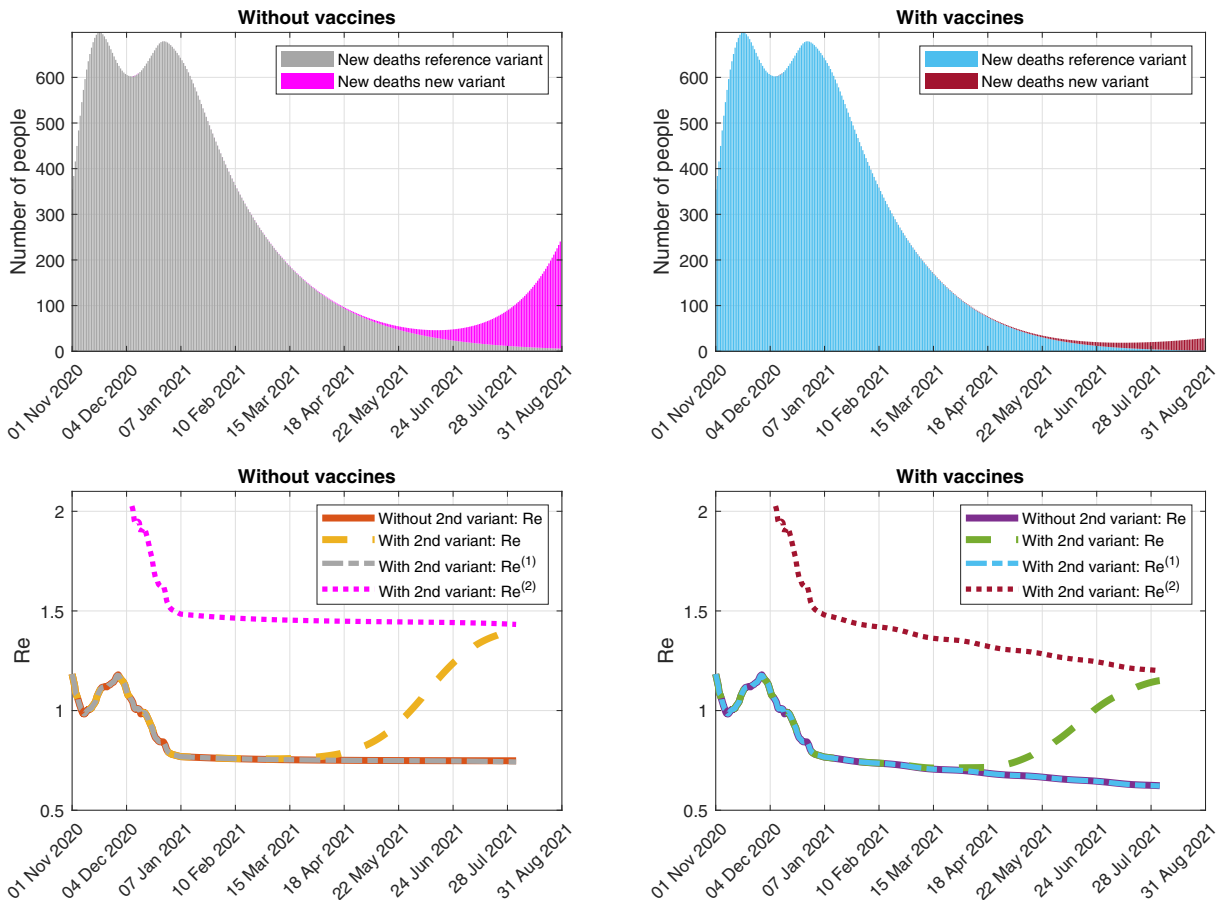 Without vaccines
New deaths reference variant
New deaths new variant
Number of people
600
500
400
300
200
100
0
01 Nov 2020
04 Dec 2020
07 Jan 2021
10 Feb 2021
15 Mar 2021
18 Apr 2021
22 May 2021
24 Jun 2021
28 Jul 2021
31 Aug 2021
With vaccines
New deaths reference variant
New deaths new variant
Number of people
600
500
400
300
200
100
0
01 Nov 2020
04 Dec 2020
07 Jan 2021
10 Feb 2021
15 Mar 2021
18 Apr 2021
22 May 2021
24 Jun 2021
28 Jul 2021
31 Aug 2021
Without vaccines
Without 2nd variant: Re
With 2nd variant: Re
With 2nd variant: Re(1)
With 2nd variant: Re(2)
Re
2
1.5
1
0.5
01 Nov 2020
04 Dec 2020
07 Jan 2021
10 Feb 2021
15 Mar 2021
18 Apr 2021
22 May 2021
24 Jun 2021
28 Jul 2021
31 Aug 2021
With vaccines
Without 2nd variant: Re
With 2nd variant: Re
With 2nd variant: Re(1)
With 2nd variant: Re(2)
Re
2
1.5
1
0.5
01 Nov 2020
04 Dec 2020
07 Jan 2021
10 Feb 2021
15 Mar 2021
18 Apr 2021
22 May 2021
24 Jun 2021
28 Jul 2021
31 Aug 2021